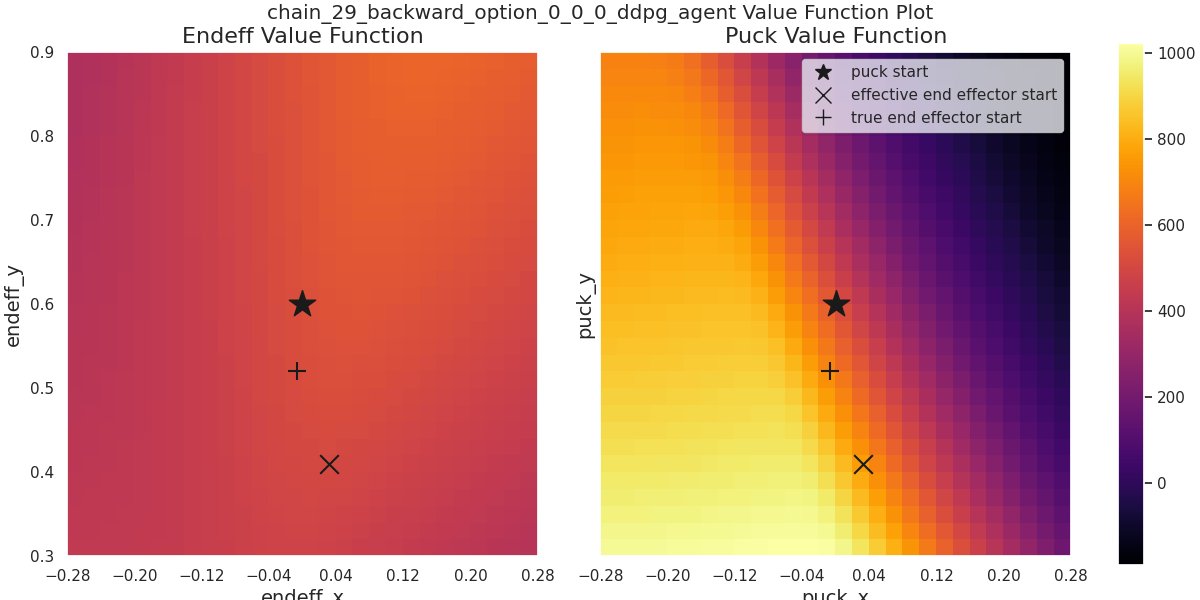 chain_29_backward_option_0_0_0_ddpg_agent Value Function Plot
Endeff Value Function
Puck Value Function
puck start
effective end effector start
true end effector start
0.9
0.8
0.7
0.6
0.5
0.4
0.3
endeff_y
−0.28 −0.20 −0.12 −0.04 0.04 0.12 0.20 0.28
endeff_x
puck_y
−0.28 −0.20 −0.12 −0.04 0.04 0.12 0.20 0.28
puck_x
1000
800
600
400
200
0